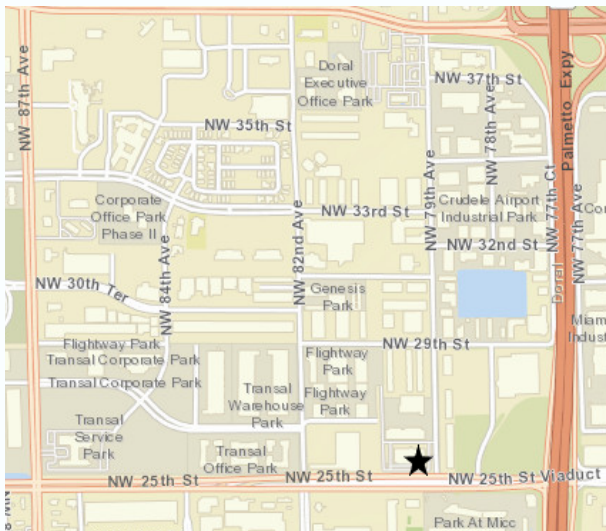 NW 87th Ave
Doral
Executive
Office Park
NW 37th St
NW 78th Ave
Palmetto Expy
NW 35th St
NW 79th Ave
Corporate
Office Park
Phase II
NW 33rd St
Crudele Airport
Industrial Park
NW 77th Ct
NW 77th Ave
NW 82nd Ave
NW 84th Ave
NW 32nd St
Doral
NW 30th Ter
Genesis
Park
Flightway Park
Transal Corporate Park
Transal Corporate Park
NW 29th St
Flightway
Park
Flightway
Park
Transal
Warehouse
Park
Transal
Service
Park
Transal
Office Park
NW 25th St
NW 25th St
NW 25th St Viaduct
Park At Micc